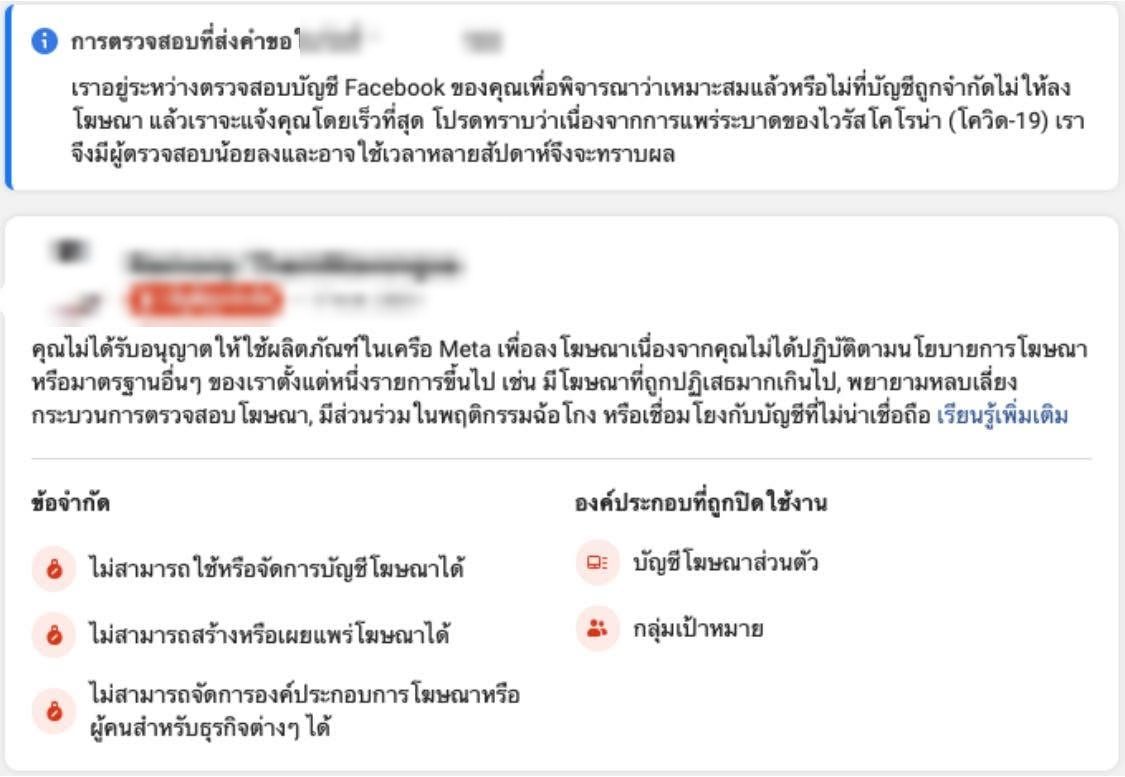 การตรวจสอบที่ส่งคำขอ
เราอยู่ระหว่างตรวจสอบบัญชี Facebook ของคุณเพื่อพิจารณาว่าเหมาะสมแล้วหรือไม่ที่บัญชีถูกจำกัดไม่ให้ลง
โฆษณา แล้วเราจะแจ้งคุณโดยเร็วที่สุด โปรดทราบว่าเนื่องจากการแพร่ระบาดของไวรัสโคโรน่า (โควิด-19) เรา
จึงมีผู้ตรวจสอบน้อยลงและอาจใช้เวลาหลายสัปดาห์จึงจะทราบผล
คุณไม่ได้รับอนุญาตให้ใช้ผลิตภัณฑ์ในเครือ Meta เพื่อลงโฆษณาเนื่องจากคุณไม่ได้ปฏิบัติตามนโยบายการโฆษณา
หรือมาตรฐานอื่นๆ ของเราตั้งแต่หนึ่งรายการขึ้นไป เช่น มีโฆษณาที่ถูกปฏิเสธมากเกินไป, พยายามหลบเลี่ยง
กระบวนการตรวจสอบโฆษณา, มีส่วนร่วมในพฤติกรรมฉ้อโกง หรือเชื่อมโยงกับบัญชีที่ไม่น่าเชื่อถือ เรียนรู้เพิ่มเติม
ข้อจำกัด
ไม่สามารถใช้หรือจัดการบัญชีโฆษณาได้
ไม่สามารถสร้างหรือเผยแพร่โฆษณาได้
ไม่สามารถจัดการองค์ประกอบการโฆษณาหรือ
ผู้คนสำหรับธุรกิจต่างๆ ได้
องค์ประกอบที่ถูกปิดใช้งาน
บัญชีโฆษณาส่วนตัว
กลุ่มเป้าหมาย